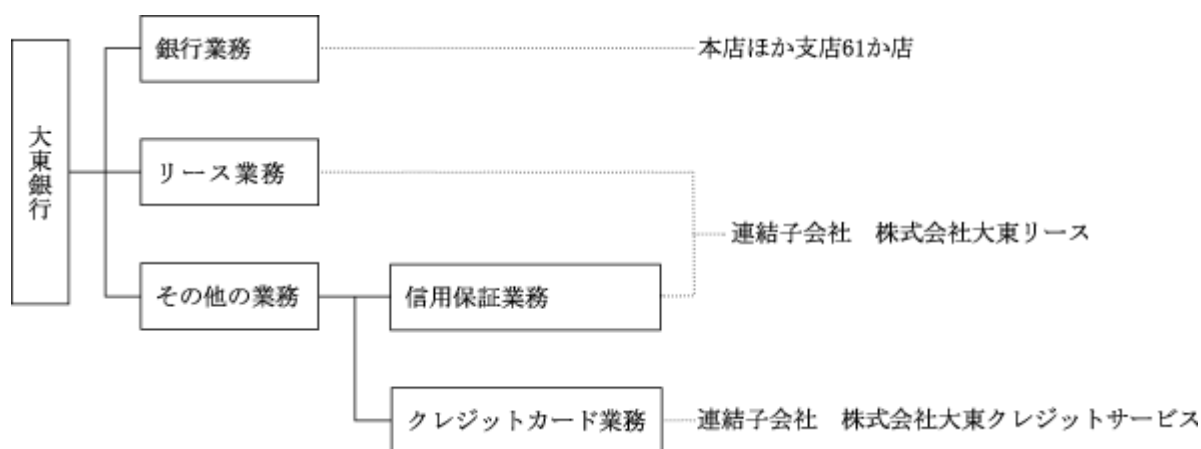 大東銀行
銀行業務
本店ほか支店61か店
リース業務
連結子会社　株式会社大東リース
その他の業務
信用保証業務
クレジットカード業務
連結子会社　株式会社大東クレジットサービス